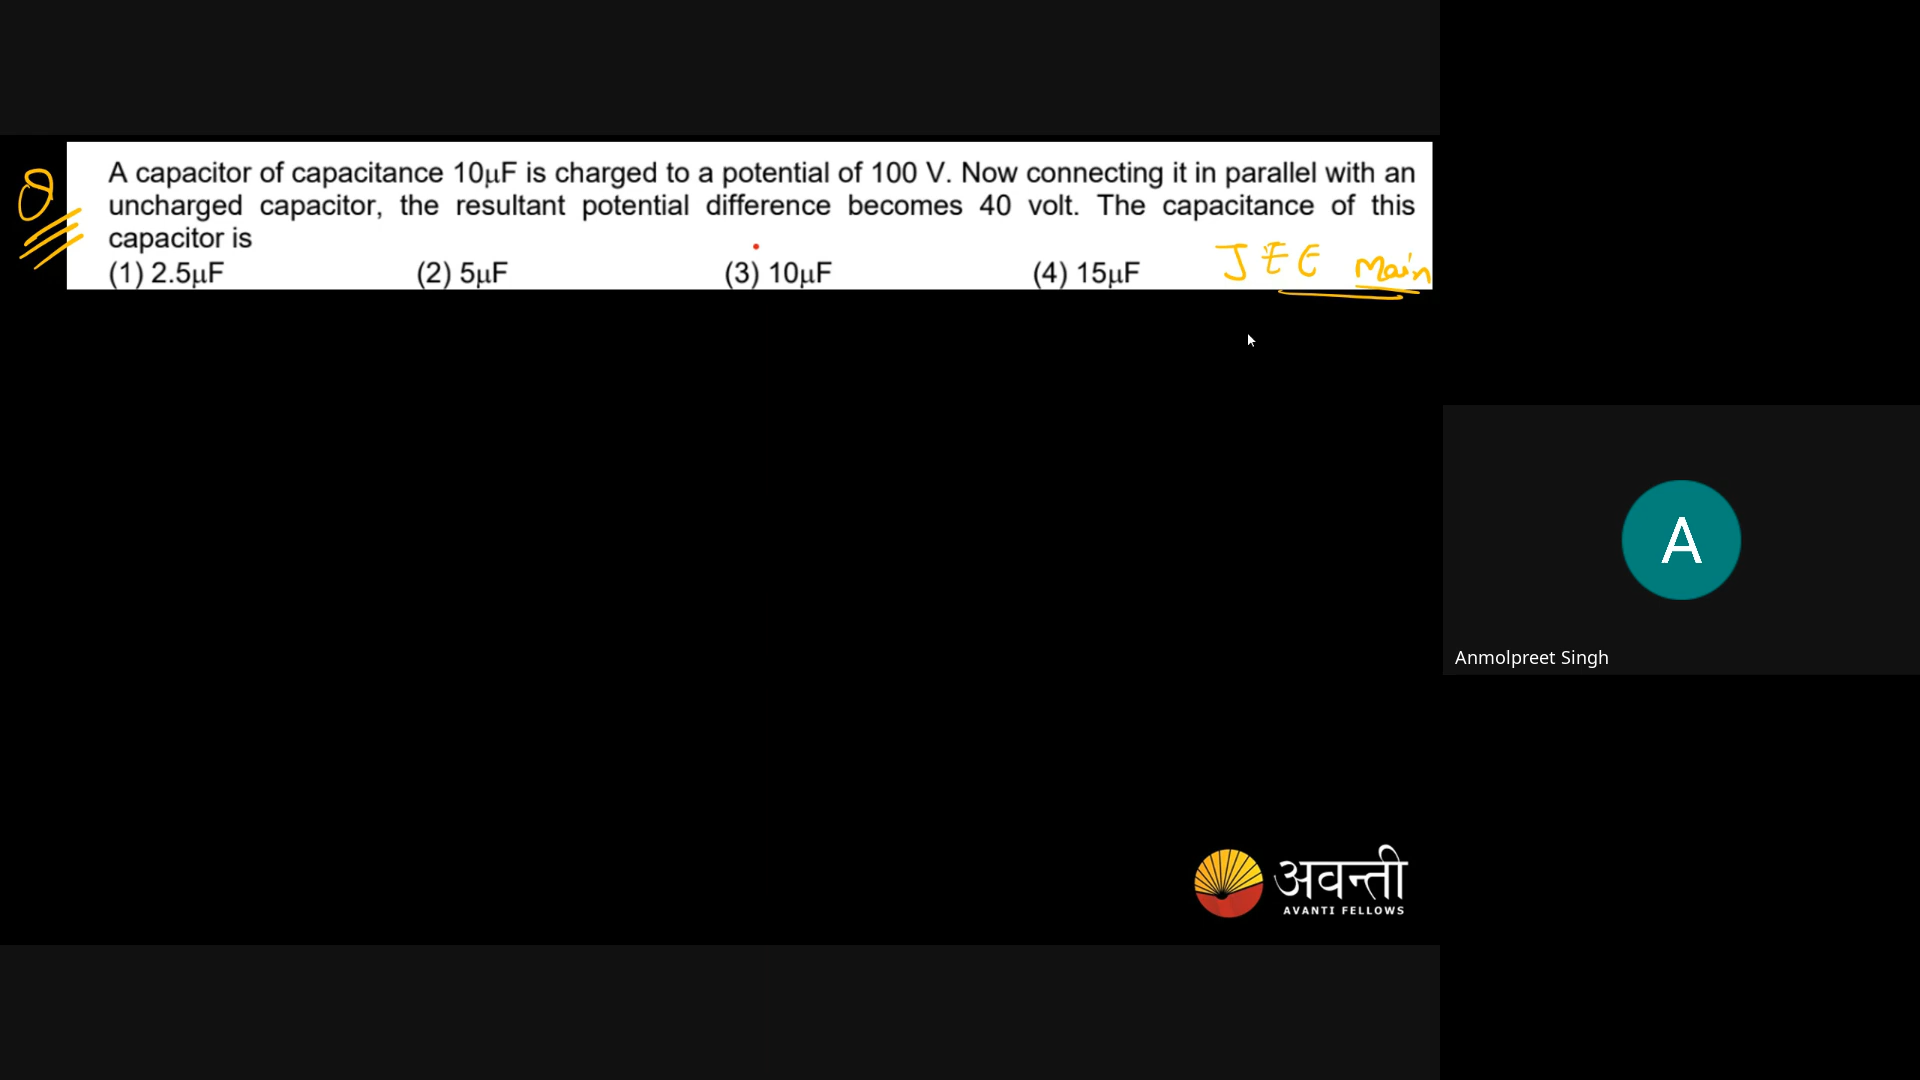 Q
A capacitor of capacitance 10μF is charged to a potential of 100 V. Now connecting it in parallel with an
uncharged capacitor, the resultant potential difference becomes 40 volt. The capacitance of this
capacitor is
(1) 2.5μF (2) 5μF (3) 10μF (4) 15μF JEE Main
A
Anmolpreet Singh
अवन्ती
AVANTI FELLOWS